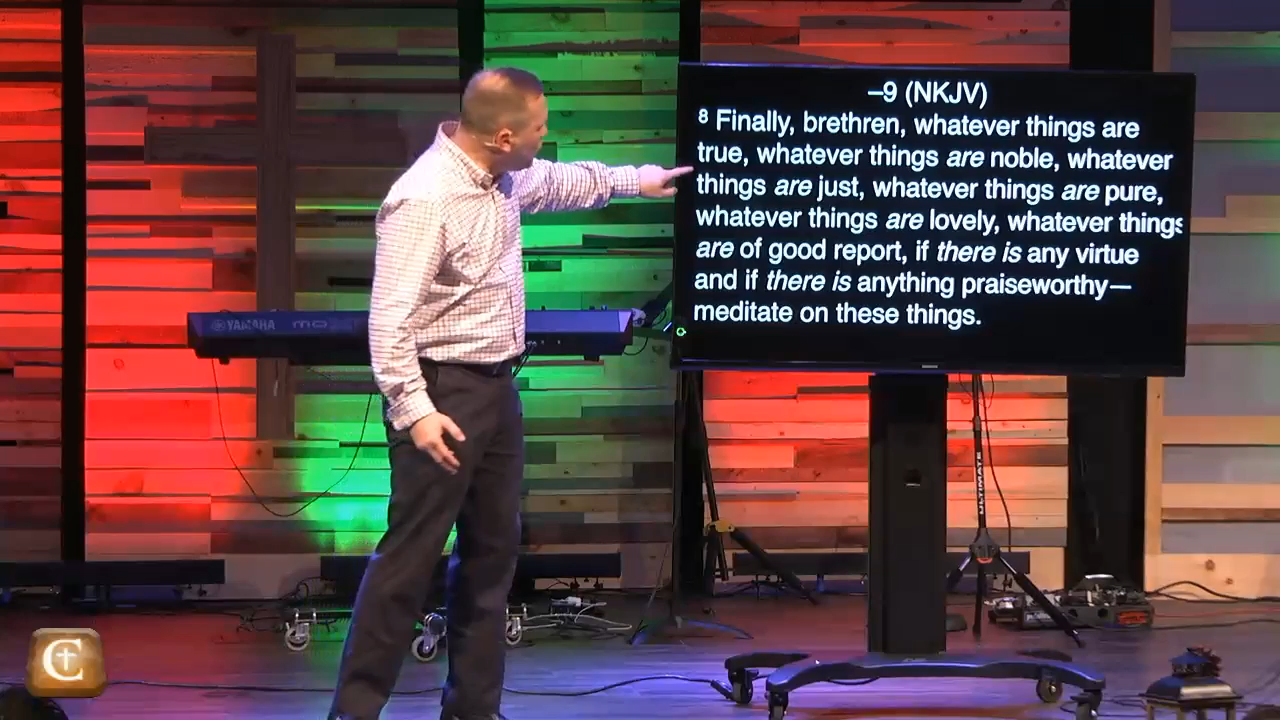 –9 (NKJV)
8 Finally, brethren, whatever things are
true, whatever things are noble, whatever
things are just, whatever things are pure,
whatever things are lovely, whatever things
are of good report, if there is any virtue
and if there is anything praiseworthy—
meditate on these things.
YAMAHA
ULTIMATE
C